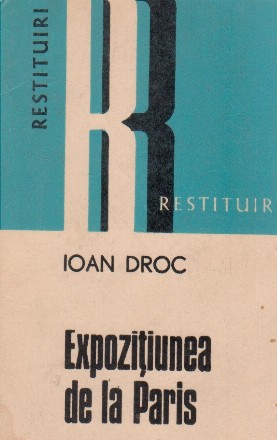 RESTITUIRI
R
RESTITUIR
IOAN DROC
Expozițiunea
de la Paris